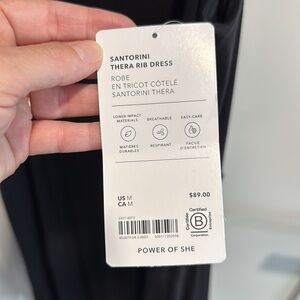 SANTORINI
THERA RIB DRESS
ROBE
EN TRICOT CÔTELÉ
SANTORINI THERA
LOWER IMPACT
MATERIALS
BREATHABLE
EASY-CARE
MATIÈRES
DURABLES
RESPIRANT
FACILE
D'ENTRETIEN
US M
CA M
$89.00
Certified
B
Corporation
POWER OF SHE